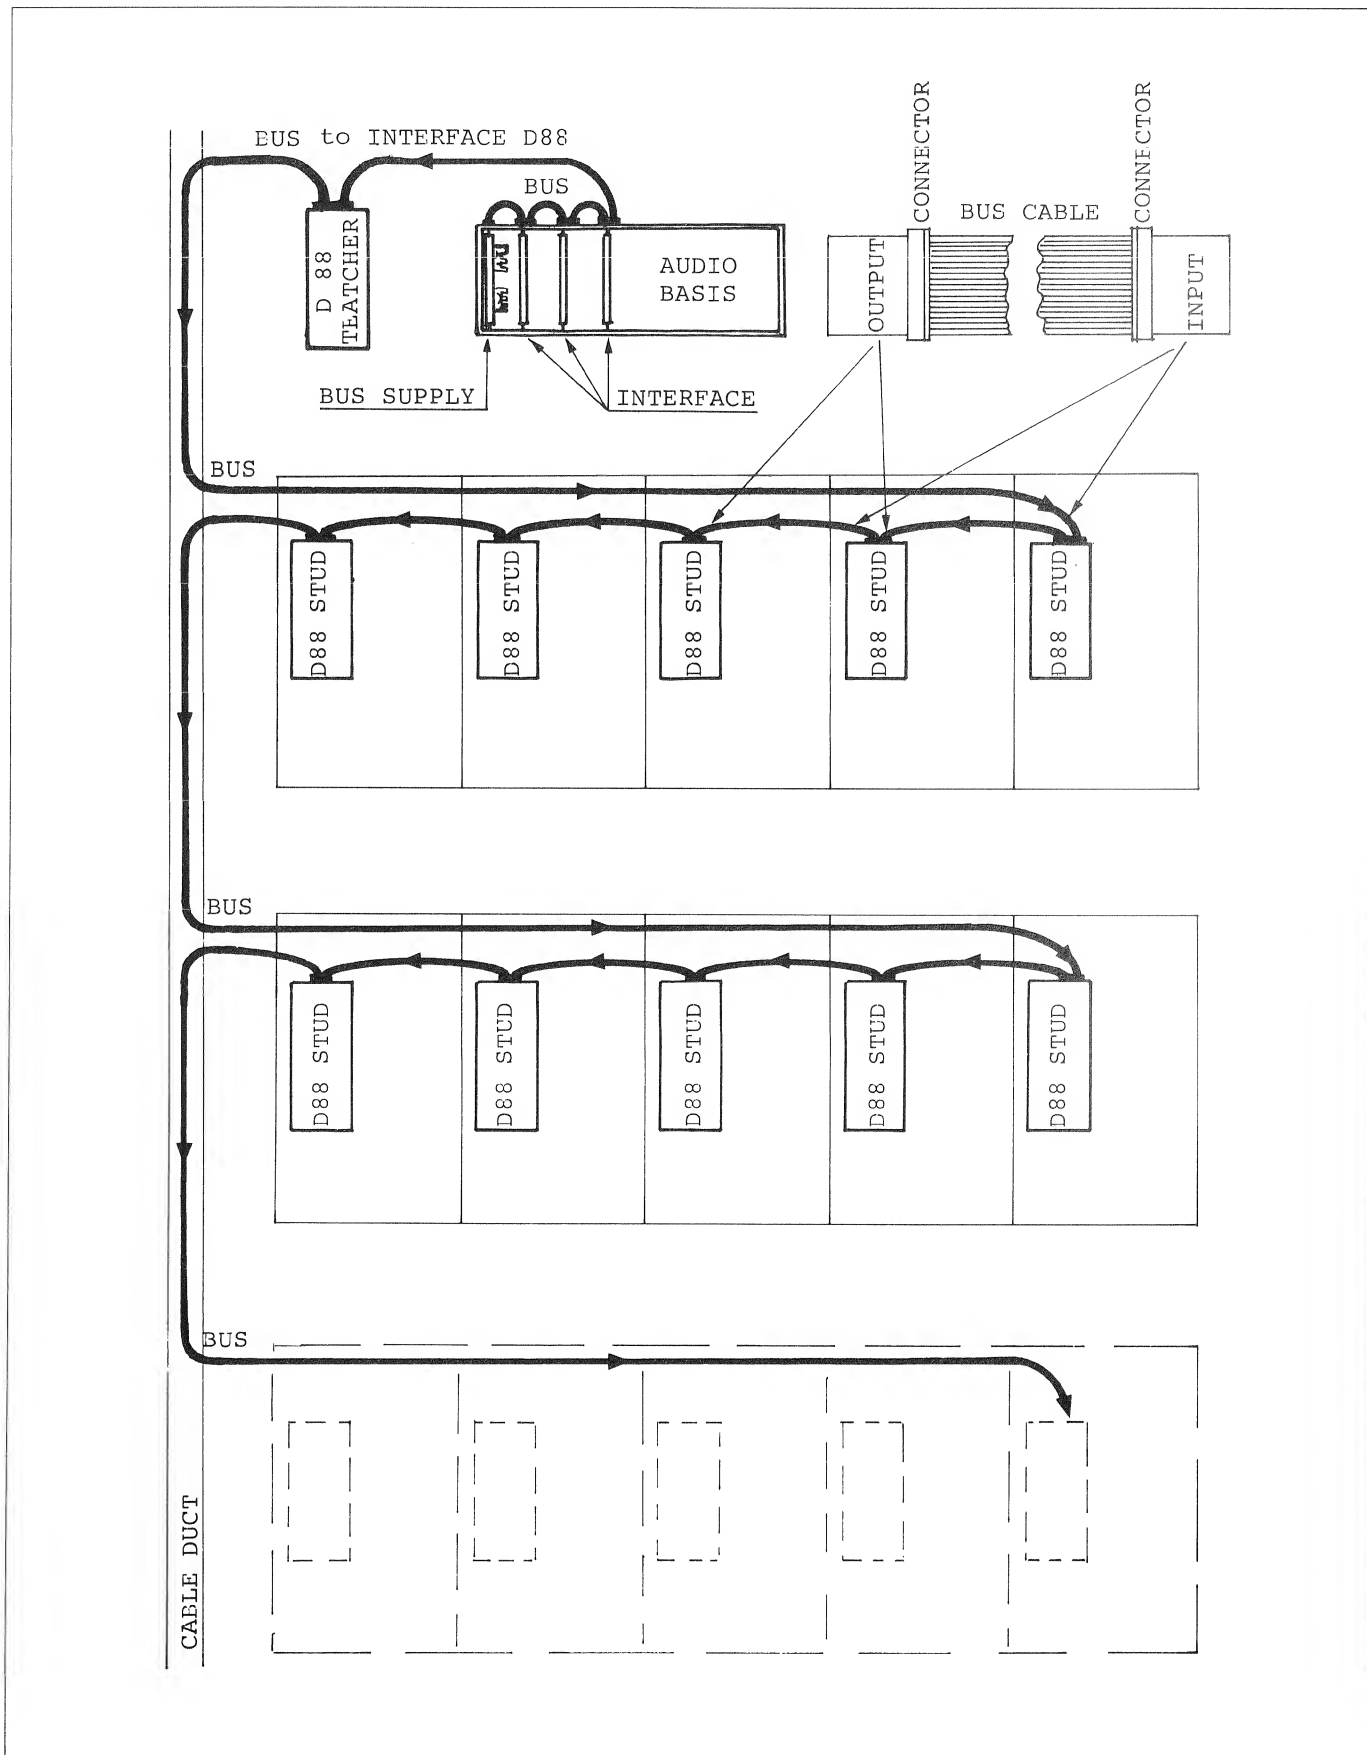 BUS to INTERFACE D88
BUS
CONNECTOR
BUS CABLE
CONNECTOR
D 88
TEATCHER
AUDIO
BASIS
OUTPUT
INPUT
BUS SUPPLY
INTERFACE
BUS
D88 STUD
D88 STUD
D88 STUD
D88 STUD
D88 STUD
BUS
D88 STUD
D88 STUD
D88 STUD
D88 STUD
D88 STUD
BUS
CABLE DUCT